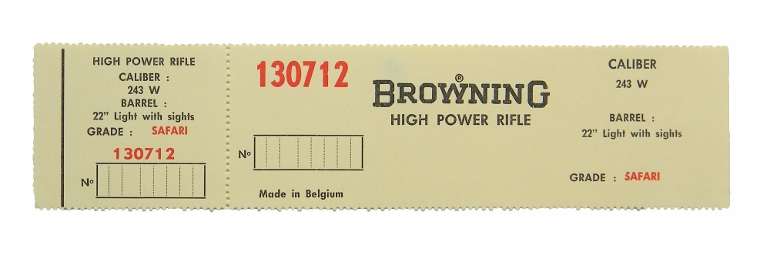 HIGH POWER RIFLE
CALIBER :
243 W
BARREL :
22" Light with sights
GRADE : SAFARI
130712
Nº
130712
BROWNING ®
HIGH POWER RIFLE
Nº
Made in Belgium
CALIBER
243 W
BARREL :
22" Light with sights
GRADE : SAFARI